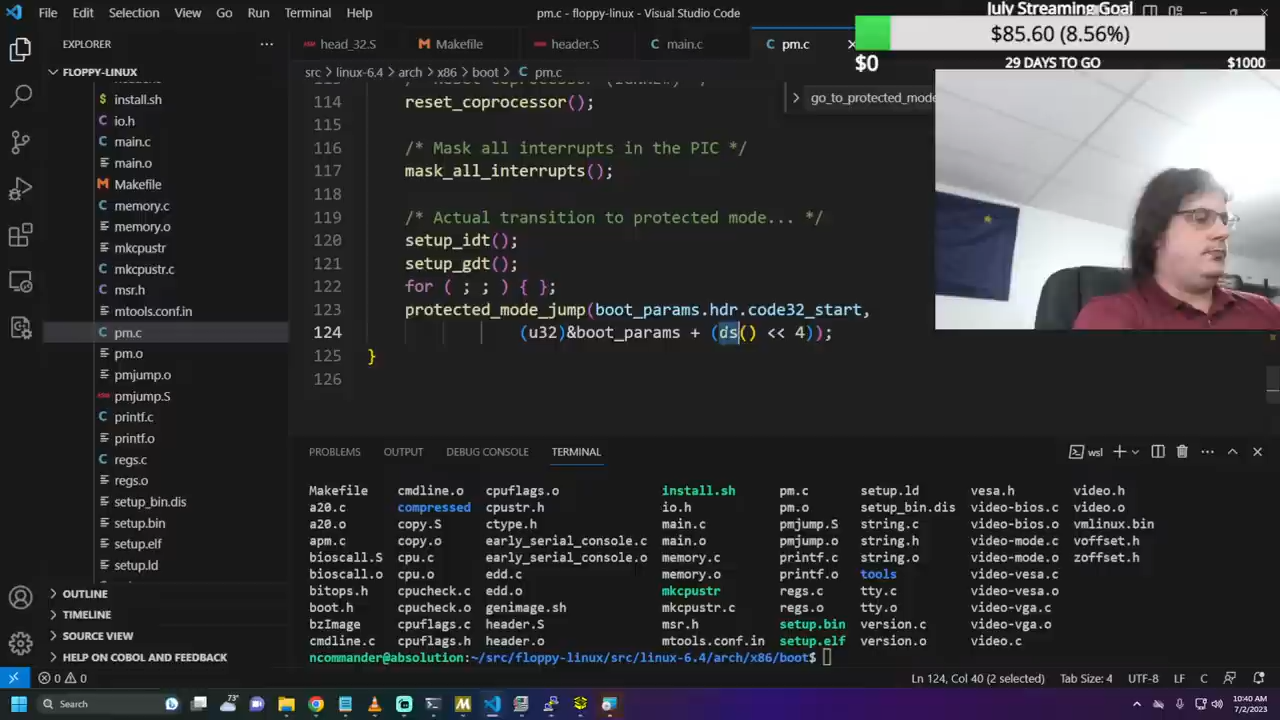 File Edit Selection View Go Run Terminal Help
pm.c - floppy-linux - Visual Studio Code
July Streaming Goal
$85.60 (8.56%)
$0 29 DAYS TO GO $1000
EXPLORER
head_32.S Makefile header.S main.c pm.c
FLOPPY-LINUX
src > linux-6.4 > arch > x86 > boot > pm.c
go_to_protected_mode
install.sh
io.h
main.c
main.o
Makefile
memory.c
memory.o
mkcpustr
mkcpustr.c
msr.h
mtools.conf.in
pm.c
pm.o
pmjump.o
pmjump.S
printf.c
printf.o
regs.c
regs.o
setup_bin.dis
setup.bin
setup.elf
setup.ld
OUTLINE
TIMELINE
SOURCE VIEW
HELP ON COBOL AND FEEDBACK
114 reset_coprocessor();
115
116 /* Mask all interrupts in the PIC */
117 mask_all_interrupts();
118
119 /* Actual transition to protected mode... */
120 setup_idt();
121 setup_gdt();
122 for ( ; ; ) { };
123 protected_mode_jump(boot_params.hdr.code32_start,
124 (u32)&boot_params + (ds() << 4));
125 }
126
PROBLEMS OUTPUT DEBUG CONSOLE TERMINAL
wsl
Makefile cmdline.o cpuflags.o install.sh pm.c setup.ld vesa.h video.h
a20.c compressed cpustr.h io.h pm.o setup_bin.dis video-bios.c video.o
a20.o copy.S ctype.h main.c pmjump.S string.c video-bios.o vmlinux.bin
apm.c copy.o early_serial_console.c main.o pmjump.o string.h video-mode.c voffset.h
bioscall.S cpu.c early_serial_console.o memory.c printf.c string.o video-mode.o zoffset.h
bioscall.o cpu.o edd.c memory.o printf.o tools video-vesa.c
bitops.h cpucheck.c edd.o mkcpustr regs.c tty.c video-vesa.o
boot.h cpucheck.o genimage.sh mkcpustr.c regs.o tty.o video-vga.c
bzImage cpuflags.c header.S msr.h setup.bin version.c video-vga.o
cmdline.c cpuflags.h header.o mtools.conf.in setup.elf version.o video.c
ncommander@absolution:~/src/floppy-linux/src/linux-6.4/arch/x86/boot$
0 0 Ln 124, Col 40 (2 selected) Tab Size: 4 UTF-8 LF C
Search 73° 10:40 AM
7/2/2023